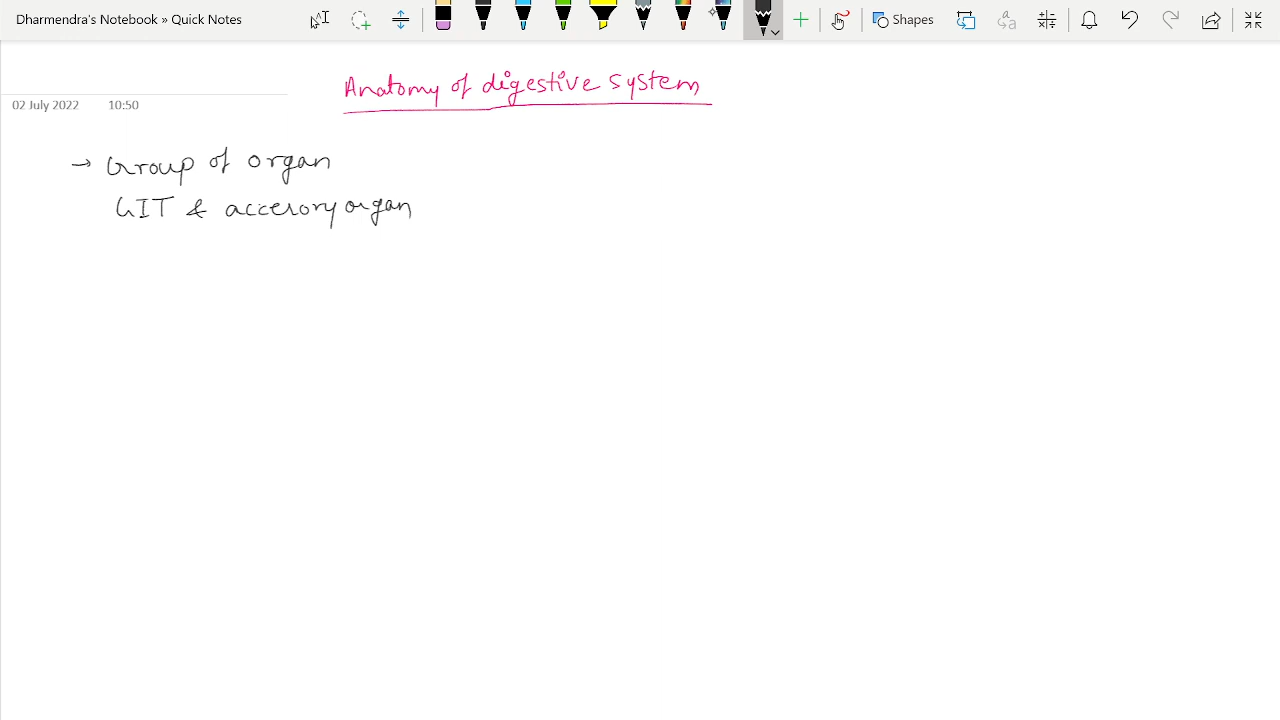 Dharmendra's Notebook » Quick Notes
Shapes
Anatomy of digestive system
02 July 2022 10:50
→ Group of organ
GIT & accesory organ